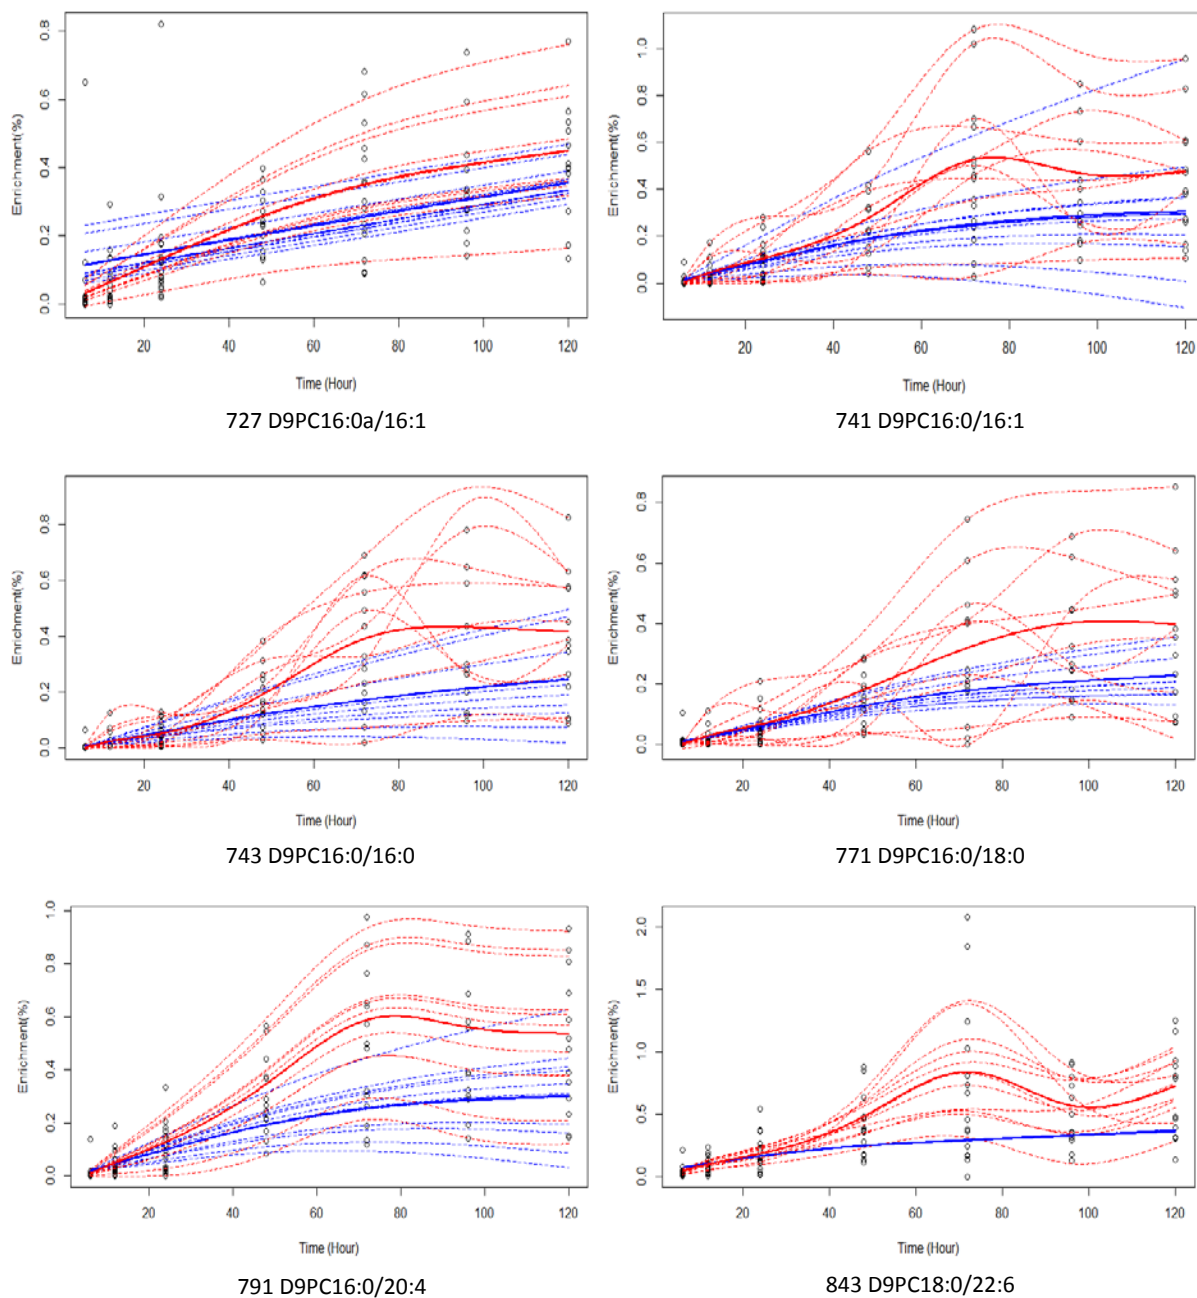 Enrichment(%)
0.8
0.6
0.4
0.2
0.0
20 40 60 80 100 120
Time (Hour)
727 D9PC16:0a/16:1
Enrichment(%)
1.0
0.8
0.6
0.4
0.2
0.0
20 40 60 80 100 120
Time (Hour)
741 D9PC16:0/16:1
Enrichment(%)
0.8
0.6
0.4
0.2
0.0
20 40 60 80 100 120
Time (Hour)
743 D9PC16:0/16:0
Enrichment(%)
0.8
0.6
0.4
0.2
0.0
20 40 60 80 100 120
Time (Hour)
771 D9PC16:0/18:0
Enrichment(%)
1.0
0.8
0.6
0.4
0.2
0.0
20 40 60 80 100 120
Time (Hour)
791 D9PC16:0/20:4
Enrichment(%)
2.0
1.5
1.0
0.5
0.0
20 40 60 80 100 120
Time (Hour)
843 D9PC18:0/22:6